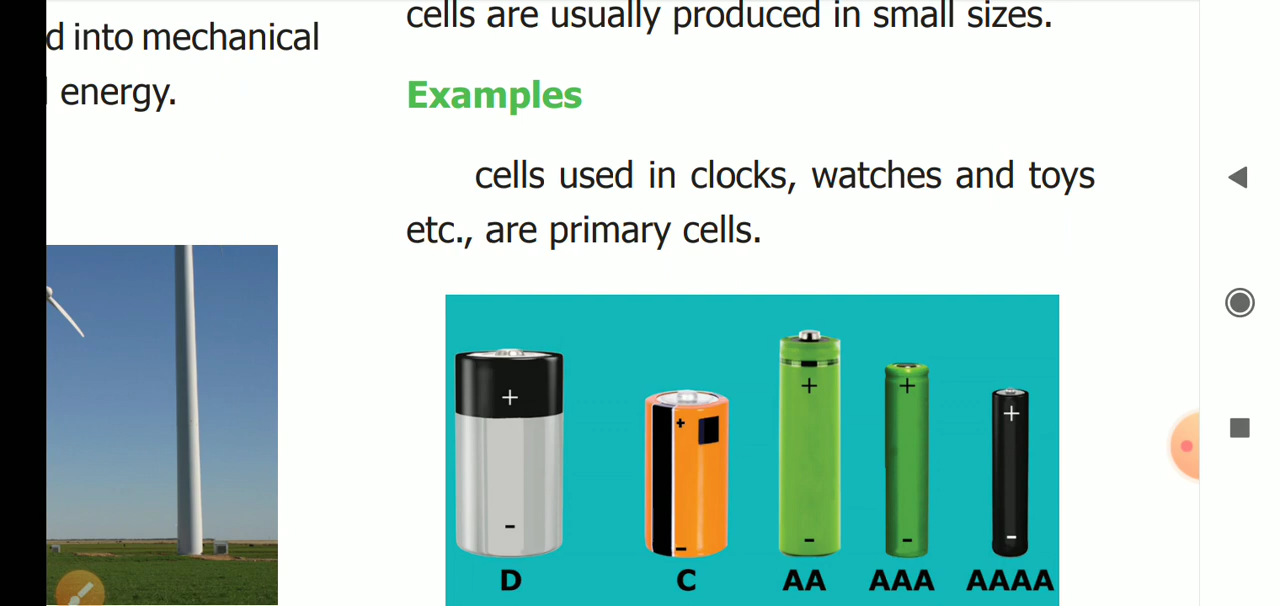 d into mechanical
energy.
cells are usually produced in small sizes.
Examples
cells used in clocks, watches and toys
etc., are primary cells.
+
-
D
+
-
C
+
-
AA
+
-
AAA
+
-
AAAA